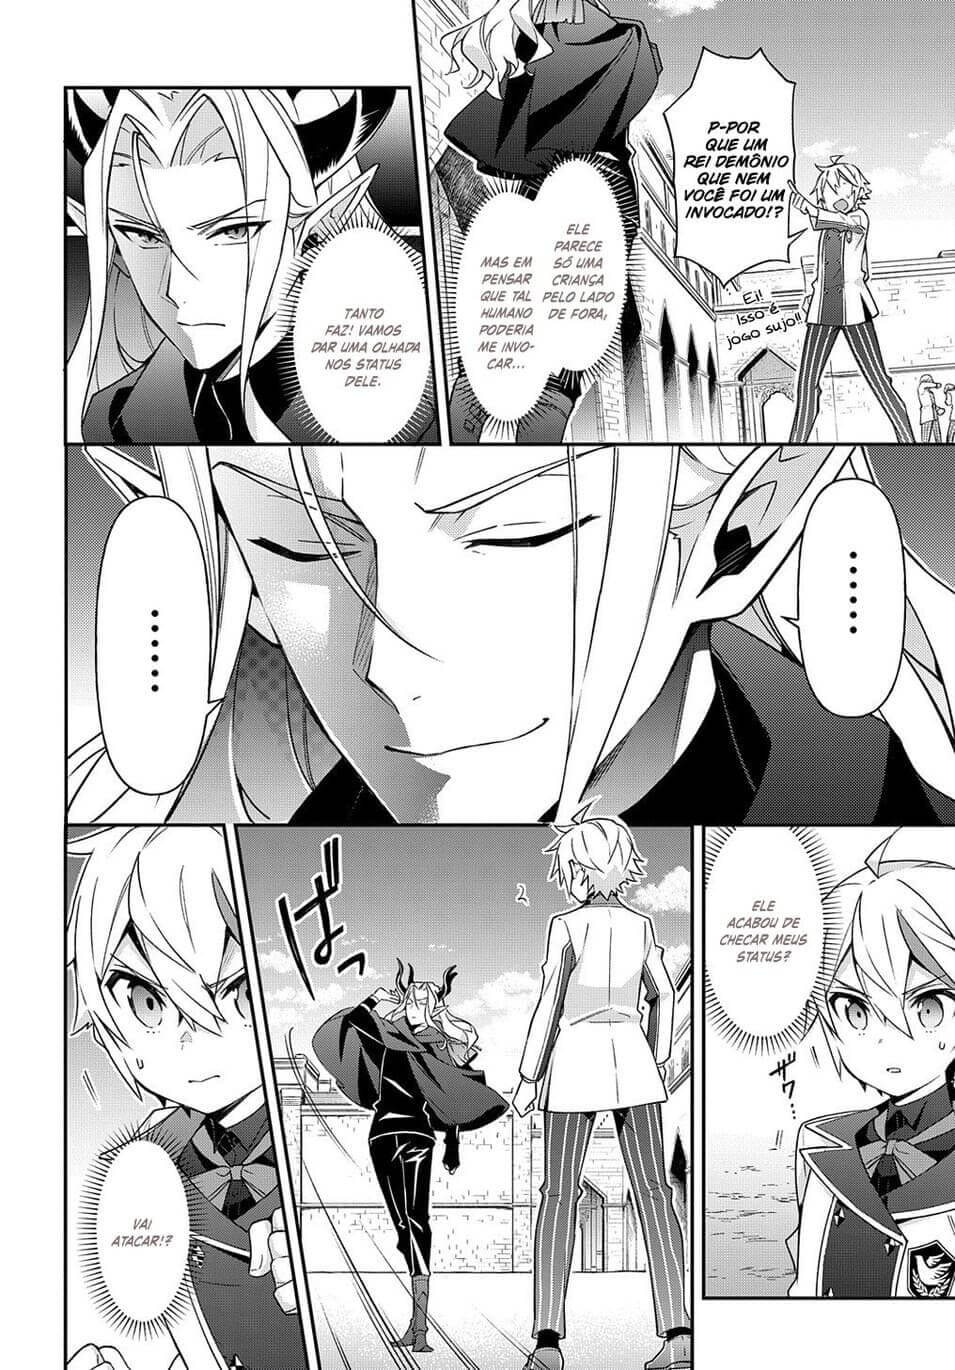 P-POR
QUE UM
REI DEMÔNIO
QUE NEM
VOCÊ FOI UM
INVOCADO!?
Ei!
Isso é
jogo sujo!!
ELE
PARECE
SÓ UMA
CRIANÇA
PELO LADO
DE FORA,
MAS EM
PENSAR
QUE TAL
HUMANO
PODERIA
ME INVO-
CAR...
TANTO
FAZ! VAMOS
DAR UMA OLHADA
NOS STATUS
DELE.
......
......
ELE
ACABOU DE
CHECAR MEUS
STATUS?
ゾワ...
ばっ
VAI
ATACAR!?